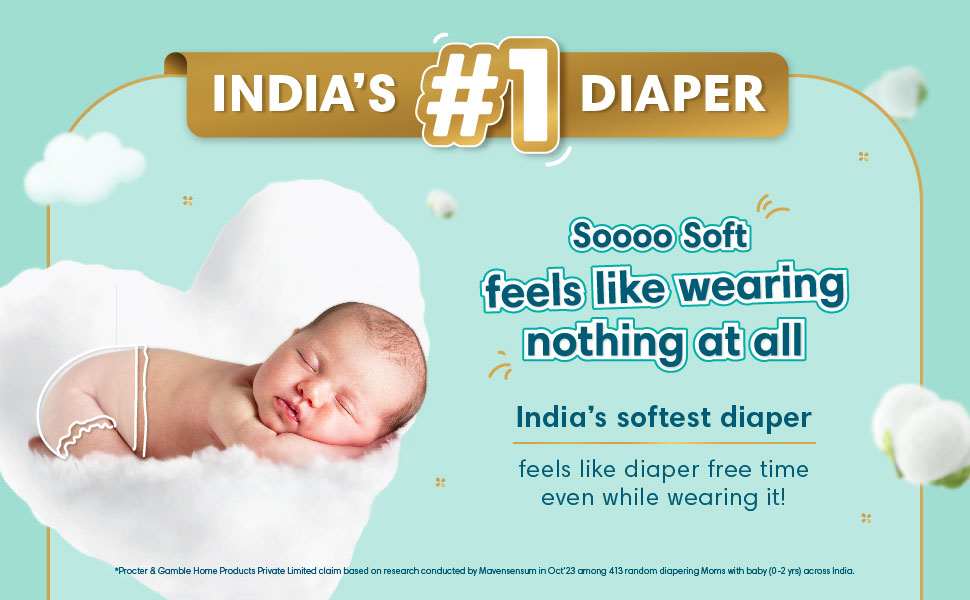 INDIA'S #1 DIAPER
Soooo Soft
feels like wearing
nothing at all
India's softest diaper
feels like diaper free time
even while wearing it!
*Procter & Gamble Home Products Private Limited claim based on research conducted by Mavensensum in Oct'23 among 413 random diapering Moms with baby (0-2 yrs) across India.